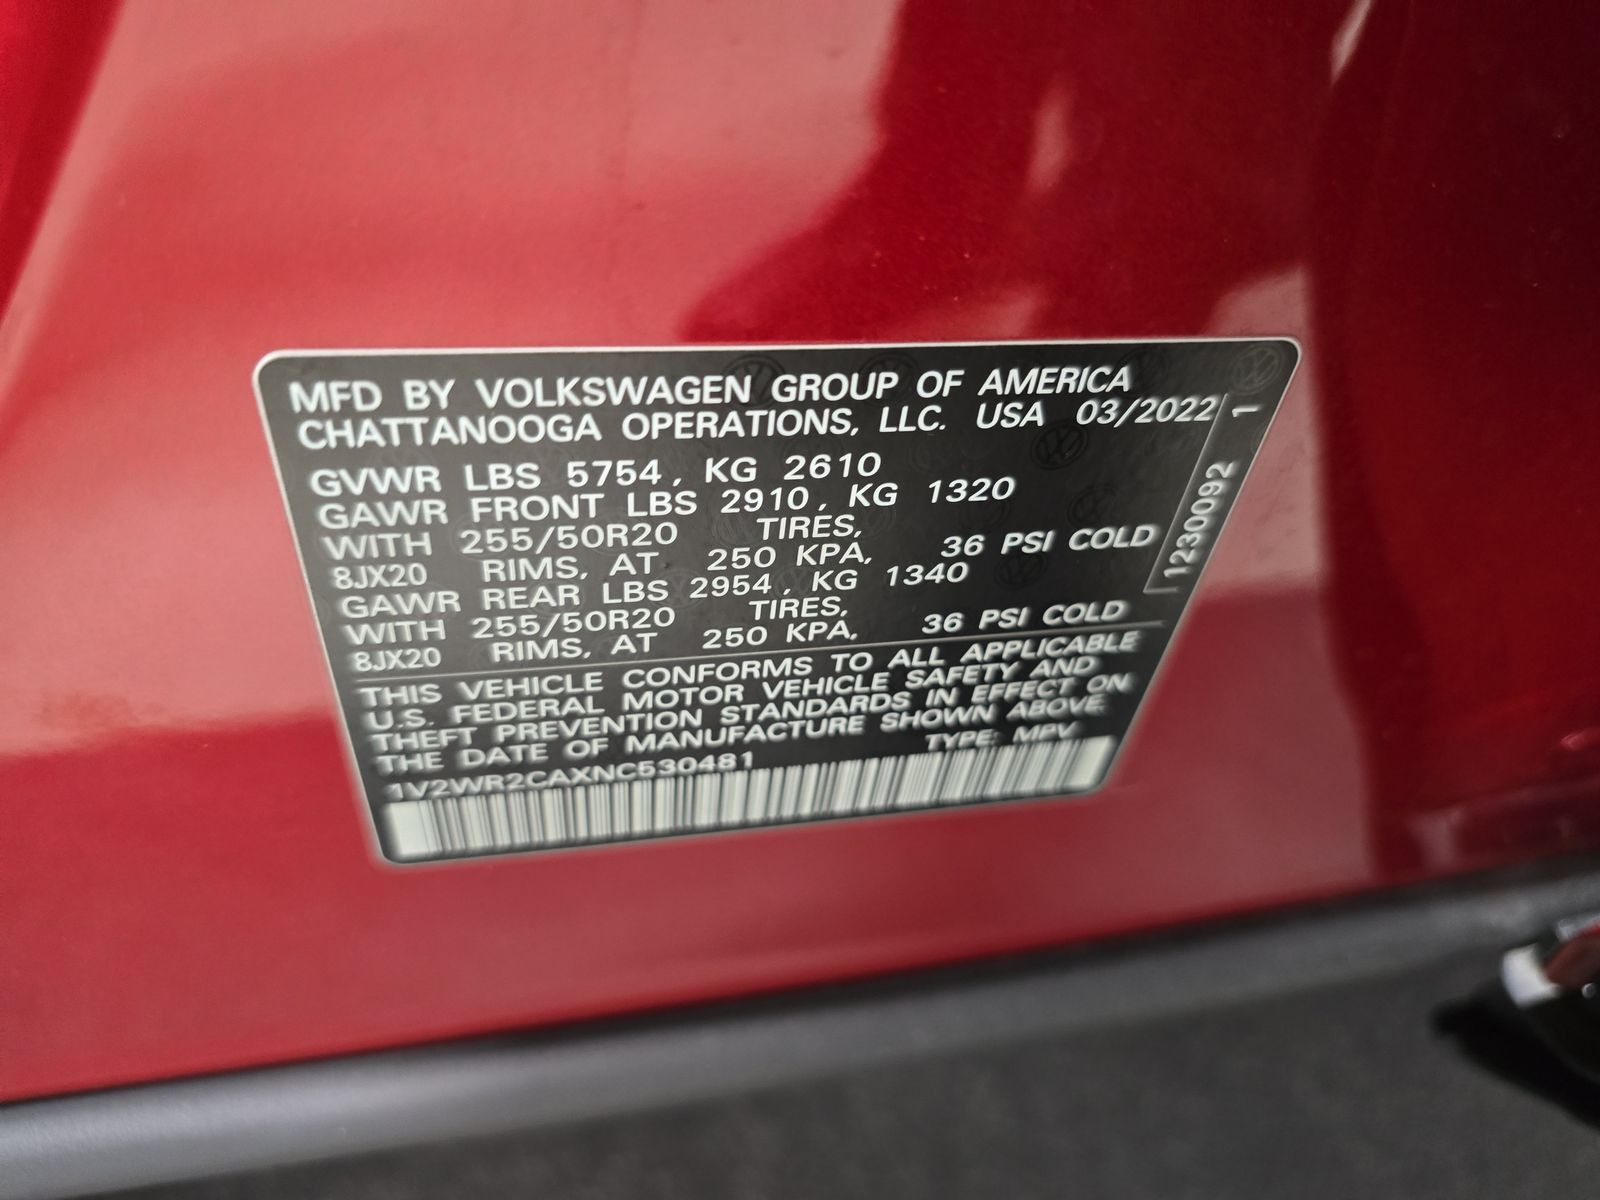 MFD BY VOLKSWAGEN GROUP OF AMERICA
CHATTANOOGA OPERATIONS, LLC. USA 03/2022
GVWR LBS 5754, KG 2610
GAWR FRONT LBS 2910, KG 1320
WITH 255/50R20 TIRES,
8JX20 RIMS, AT 250 KPA, 36 PSI COLD
GAWR REAR LBS 2954, KG 1340
WITH 255/50R20 TIRES,
8JX20 RIMS, AT 250 KPA, 36 PSI COLD
THIS VEHICLE CONFORMS TO ALL APPLICABLE
U.S. FEDERAL MOTOR VEHICLE SAFETY AND
THEFT PREVENTION STANDARDS IN EFFECT ON
THE DATE OF MANUFACTURE SHOWN ABOVE.
1V2WR2CAXNC530481 TYPE: MPV
1230092 1